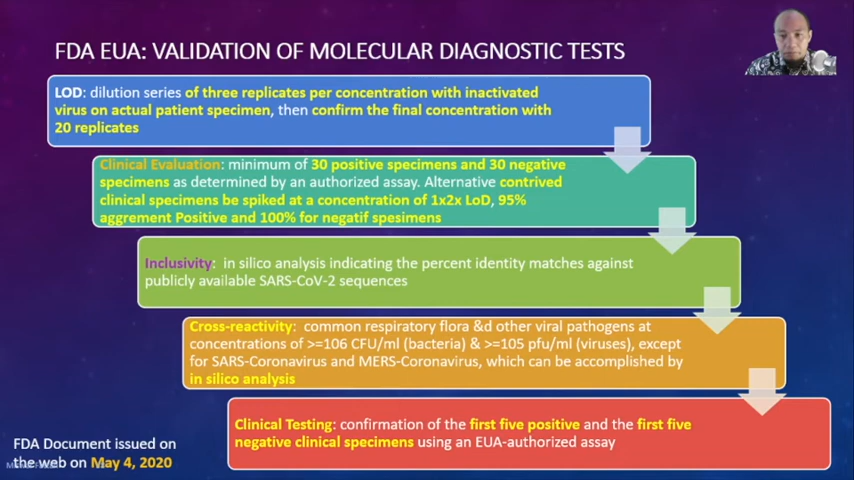 FDA EUA: VALIDATION OF MOLECULAR DIAGNOSTIC TESTS
LOD: dilution series of three replicates per concentration with inactivated
virus on actual patient specimen, then confirm the final concentration with
20 replicates
Clinical Evaluation: minimum of 30 positive specimens and 30 negative
specimens as determined by an authorized assay. Alternative contrived
clinical specimens be spiked at a concentration of 1x2x LoD, 95%
aggrement Positive and 100% for negatif spesimens
Inclusivity: in silico analysis indicating the percent identity matches against
publicly available SARS-CoV-2 sequences
Cross-reactivity: common respiratory flora &d other viral pathogens at
concentrations of >=106 CFU/ml (bacteria) & >=105 pfu/ml (viruses), except
for SARS-Coronavirus and MERS-Coronavirus, which can be accomplished by
in silico analysis
Clinical Testing: confirmation of the first five positive and the first five
negative clinical specimens using an EUA-authorized assay
FDA Document issued on
the web on May 4, 2020